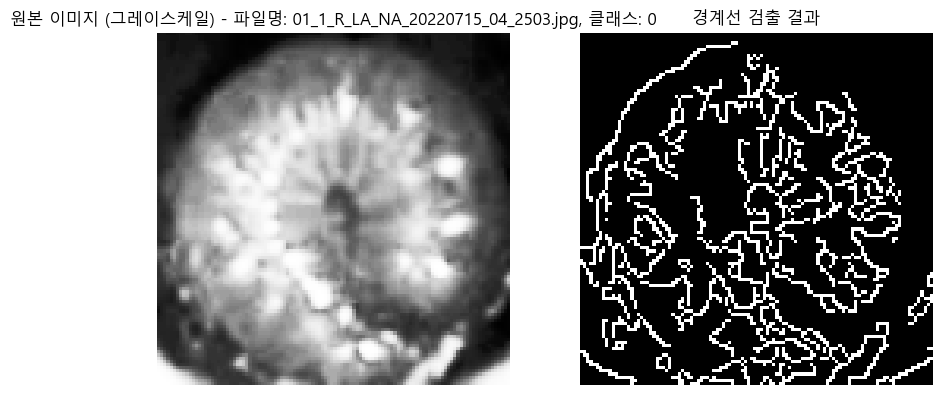 원본 이미지 (그레이스케일) - 파일명: 01_1_R_LA_NA_20220715_04_2503.jpg, 클래스: 0
경계선 검출 결과